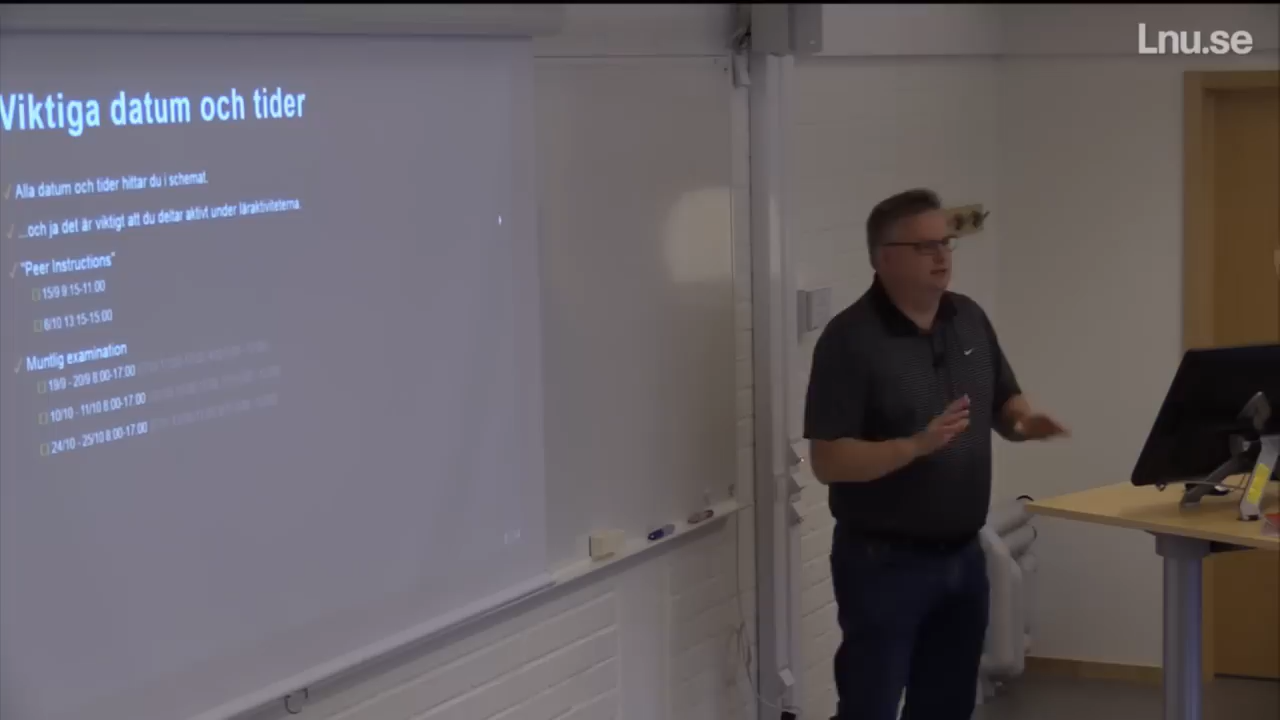 Lnu.se
Viktiga datum och tider
Alla datum och tider hittar du i schemat.
...och ja det är viktigt att du deltar aktivt under läraktiviteterna.
"Peer Instructions"
15/9 9:15-11:00
6/10 13:15-15:00
Muntlig examination
19/9 - 20/9 8:00-17:00
10/10 - 11/10 8:00-17:00
24/10 - 25/10 8:00-17:00